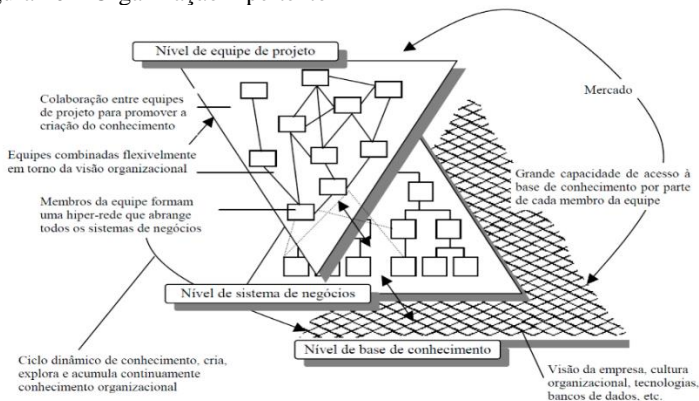 Nível de equipe de projeto
Mercado
Colaboração entre equipes
de projeto para promover a
criação do conhecimento
Equipes combinadas flexivelmente
em torno da visão organizacional
Grande capacidade de acesso à
base de conhecimento por parte
de cada membro da equipe
Membros da equipe formam
uma hiper-rede que abrange
todos os sistemas de negócios
Nível de sistema de negócios
Nível de base de conhecimento
Ciclo dinâmico de conhecimento, cria,
explora e acumula continuamente
conhecimento organizacional
Visão da empresa, cultura
organizacional, tecnologias,
bancos de dados, etc.